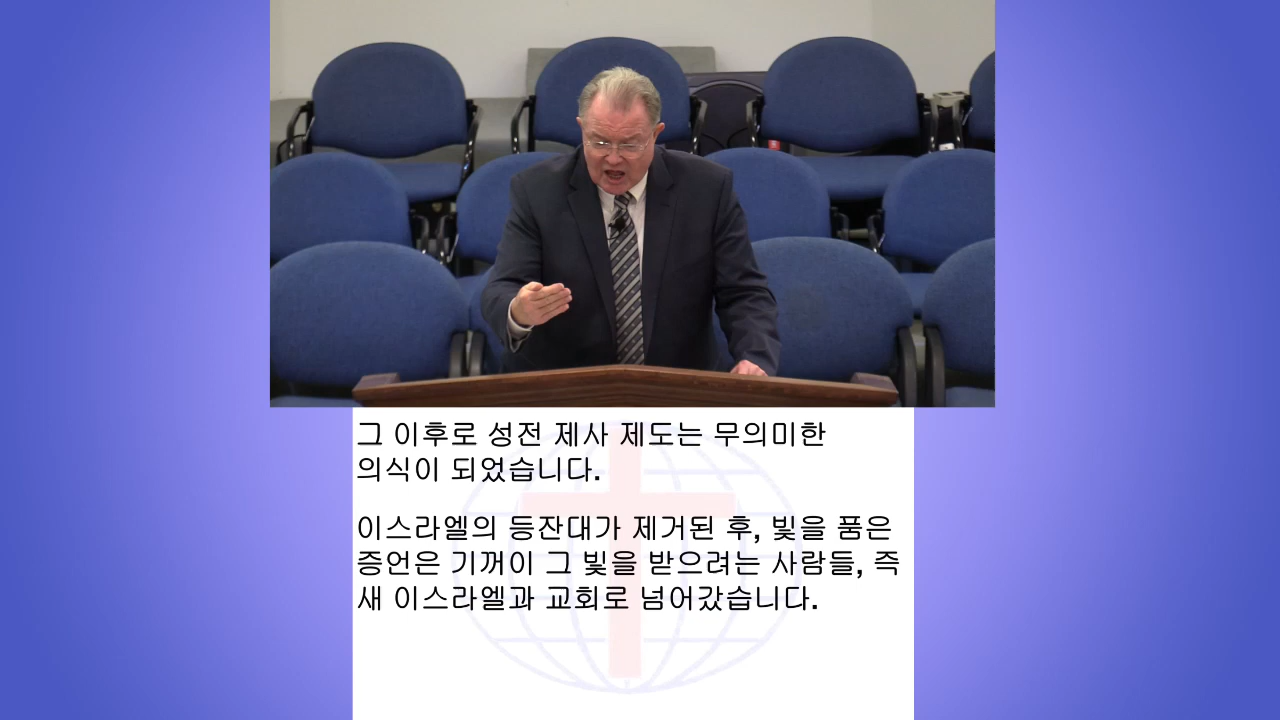 그 이후로 성전 제사 제도는 무의미한
의식이 되었습니다.
이스라엘의 등잔대가 제거된 후, 빛을 품은
증언은 기꺼이 그 빛을 받으려는 사람들, 즉
새 이스라엘과 교회로 넘어갔습니다.